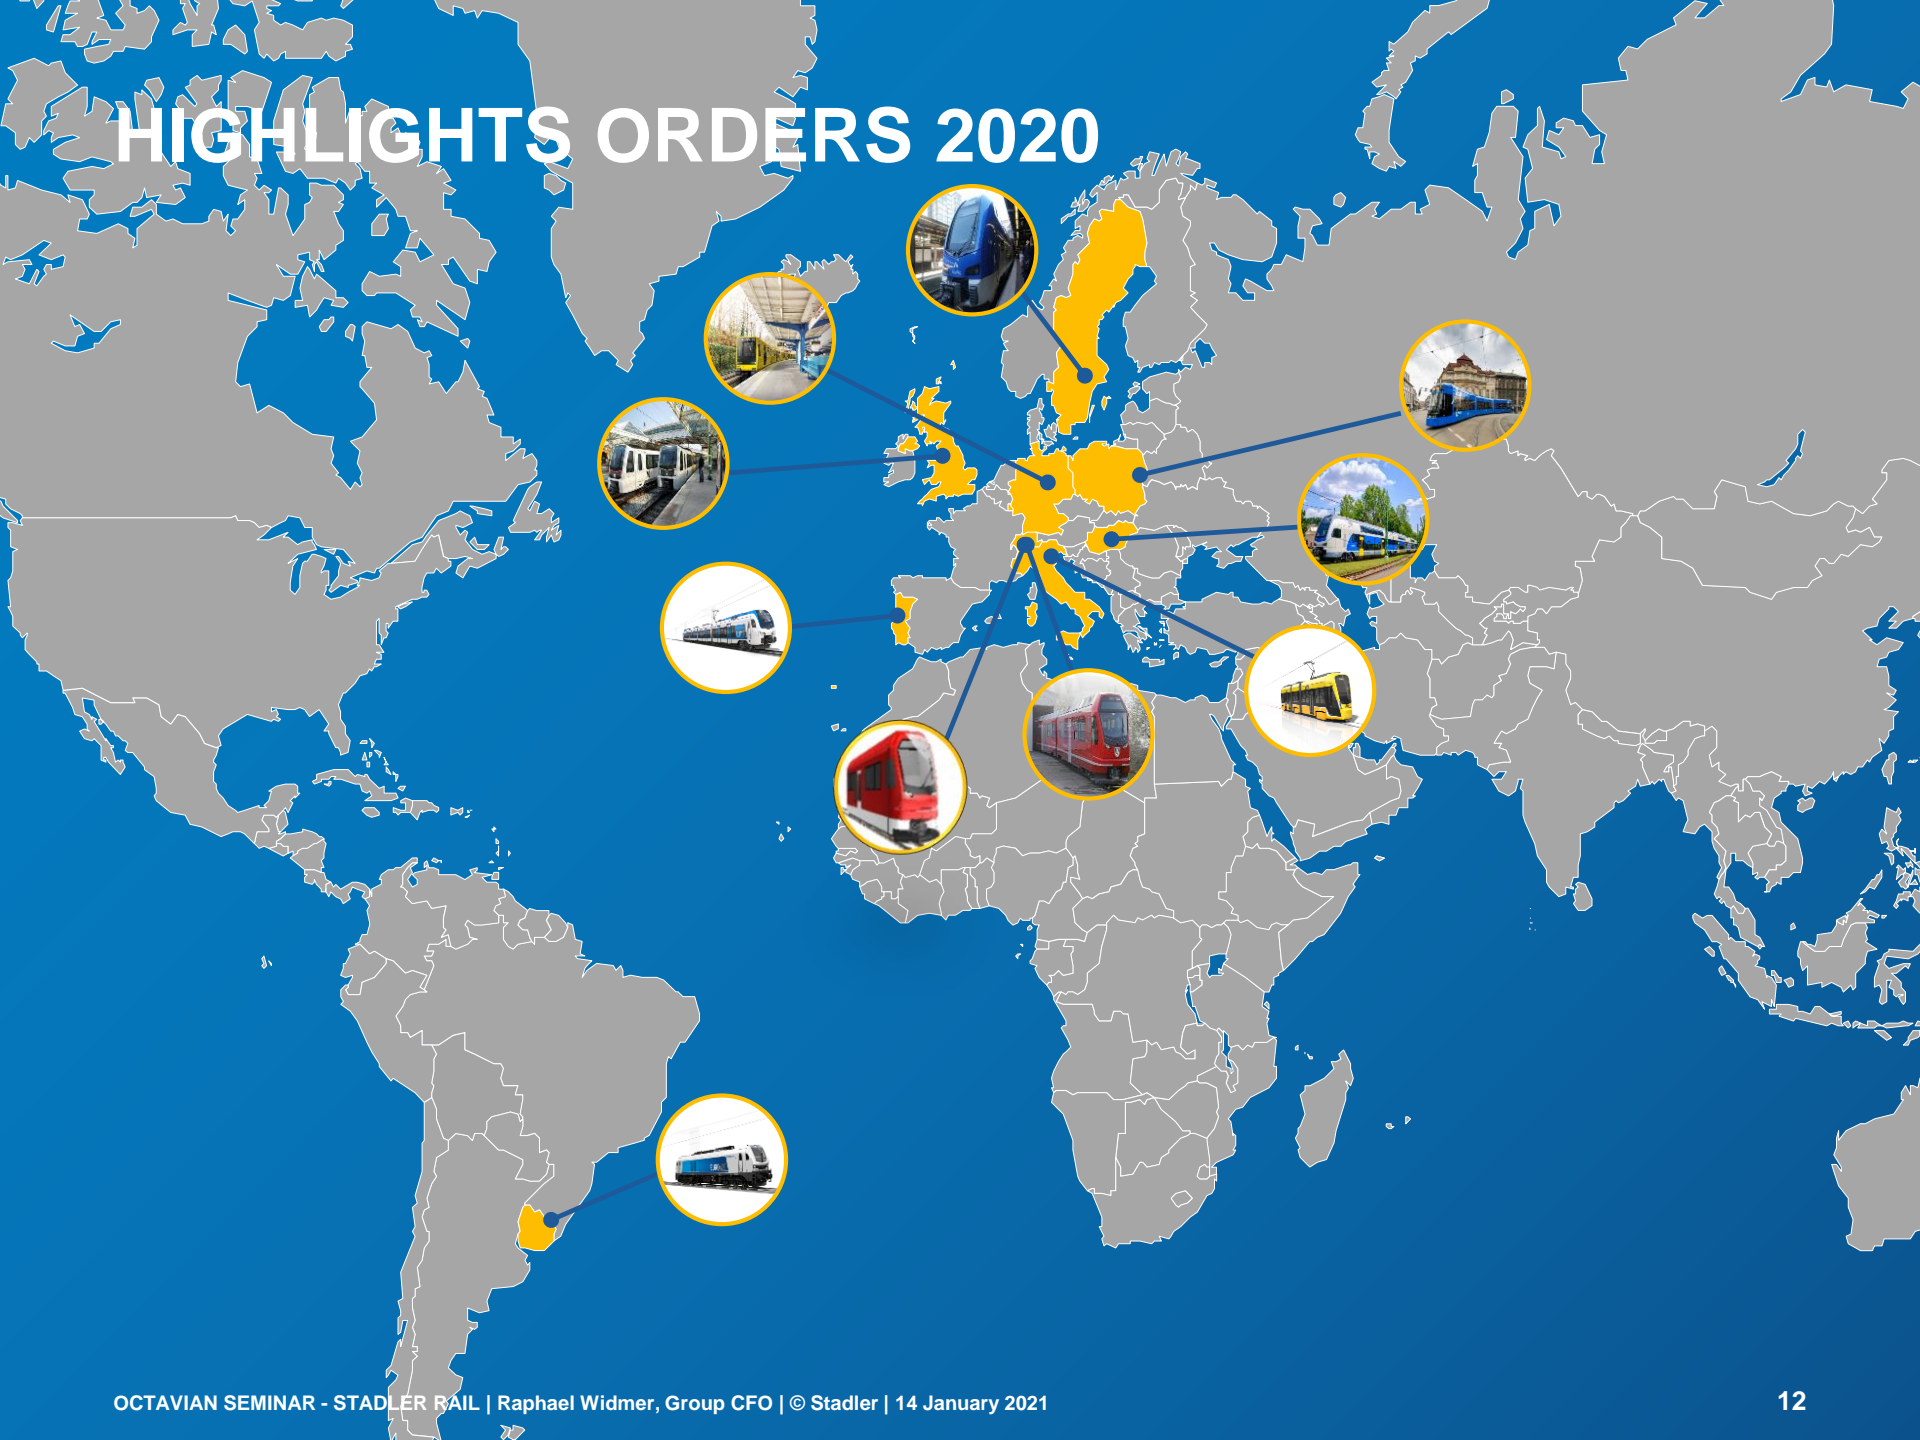 HIGHLIGHTS ORDERS 2020
OCTAVIAN SEMINAR - STADLER RAIL | Raphael Widmer, Group CFO | © Stadler | 14 January 2021
12